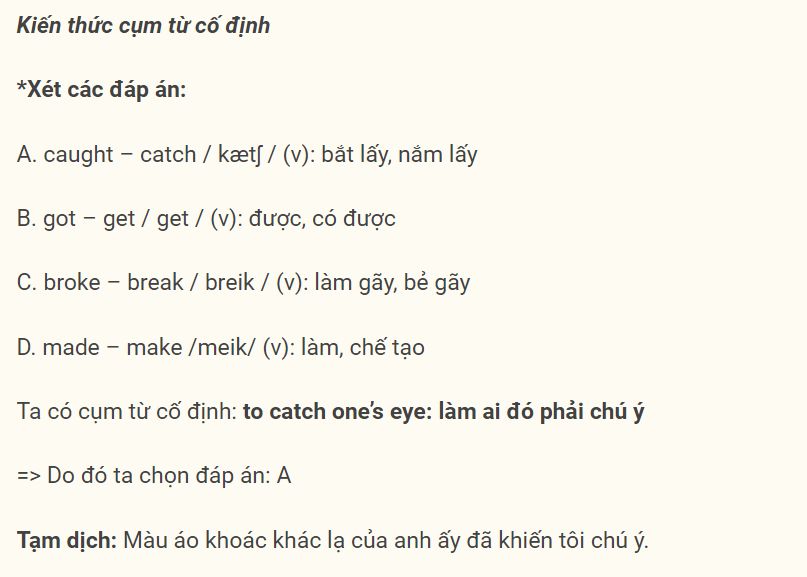 Kiến thức cụm từ cố định
*Xét các đáp án:
A. caught – catch / kætʃ / (v): bắt lấy, nắm lấy
B. got – get / get / (v): được, có được
C. broke – break / breik / (v): làm gãy, bẻ gãy
D. made – make /meik/ (v): làm, chế tạo
Ta có cụm từ cố định: to catch one’s eye: làm ai đó phải chú ý
=> Do đó ta chọn đáp án: A
Tạm dịch: Màu áo khoác khác lạ của anh ấy đã khiến tôi chú ý.